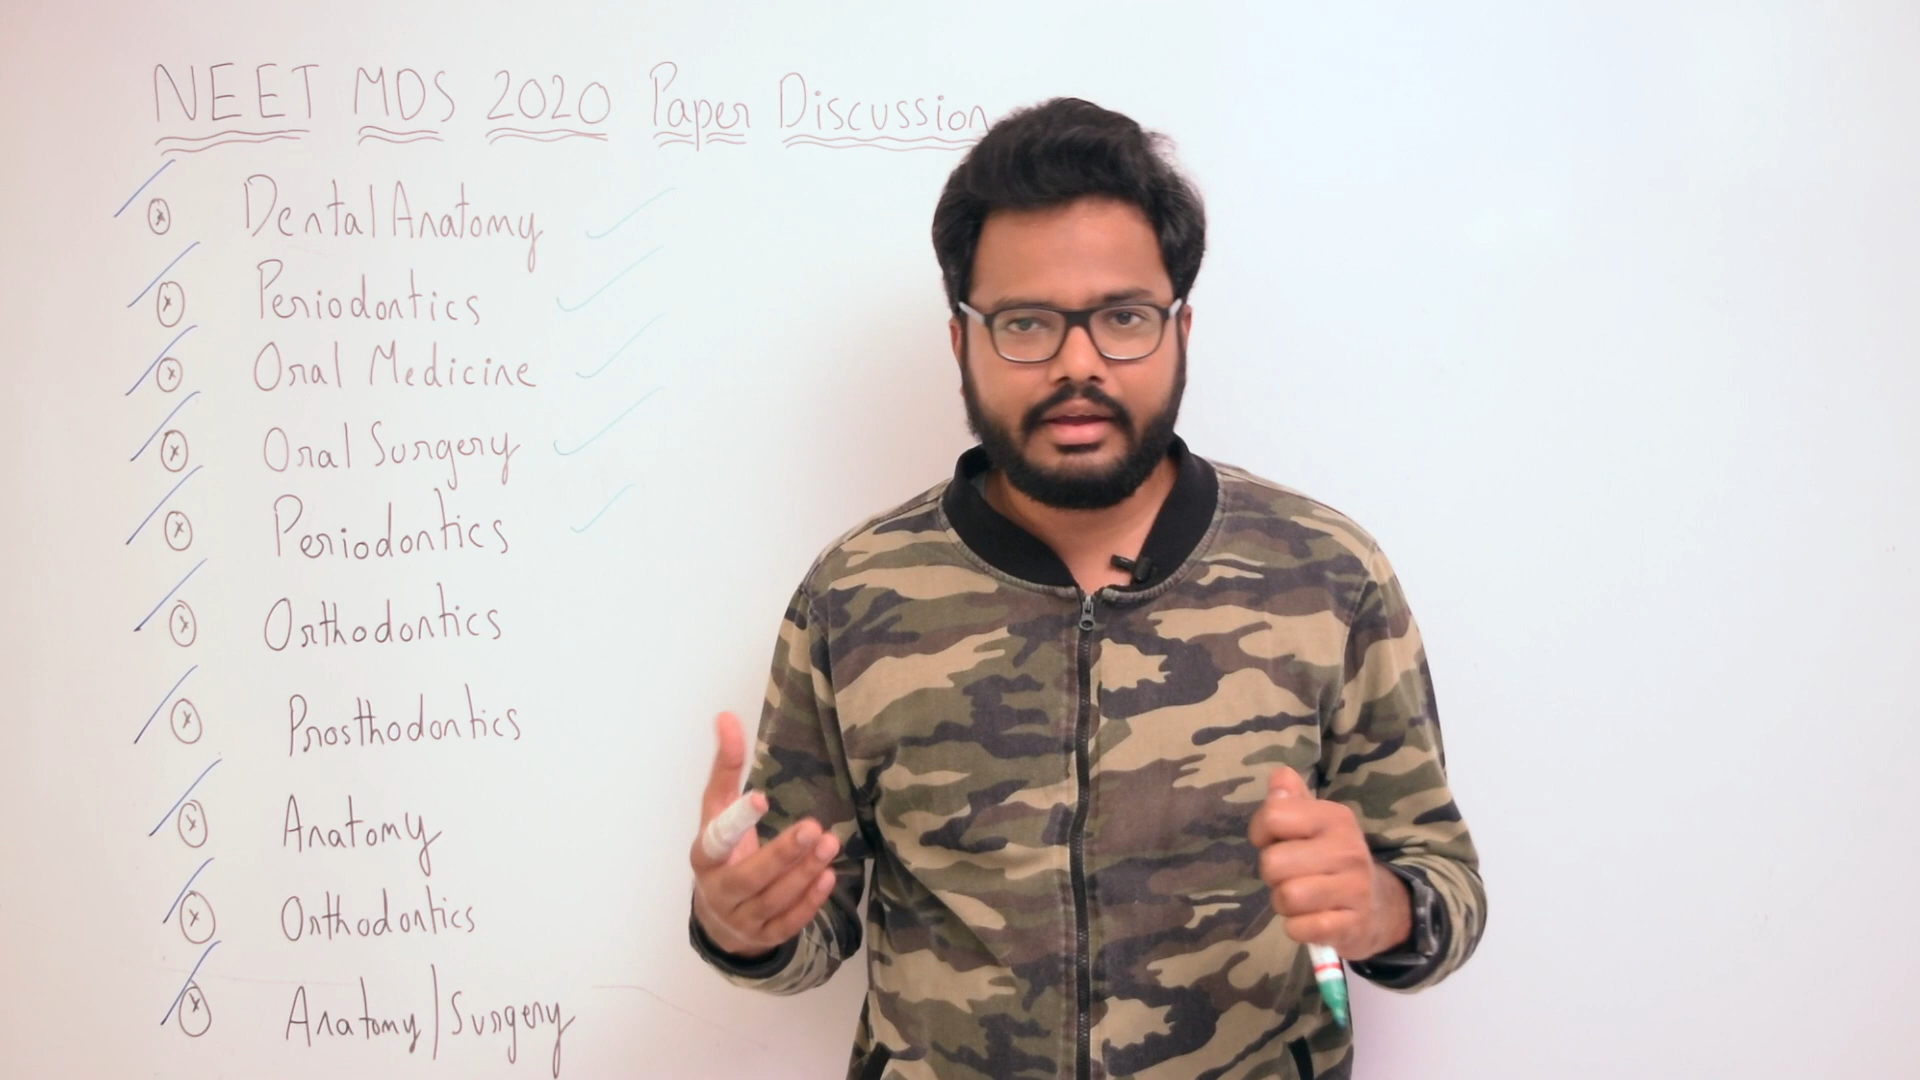 NEET MDS 2020 Paper Discussion
Dental Anatomy
Periodontics
Oral Medicine
Oral Surgery
Periodontics
Orthodontics
Prosthodontics
Anatomy
Orthodontics
Anatomy/Surgery